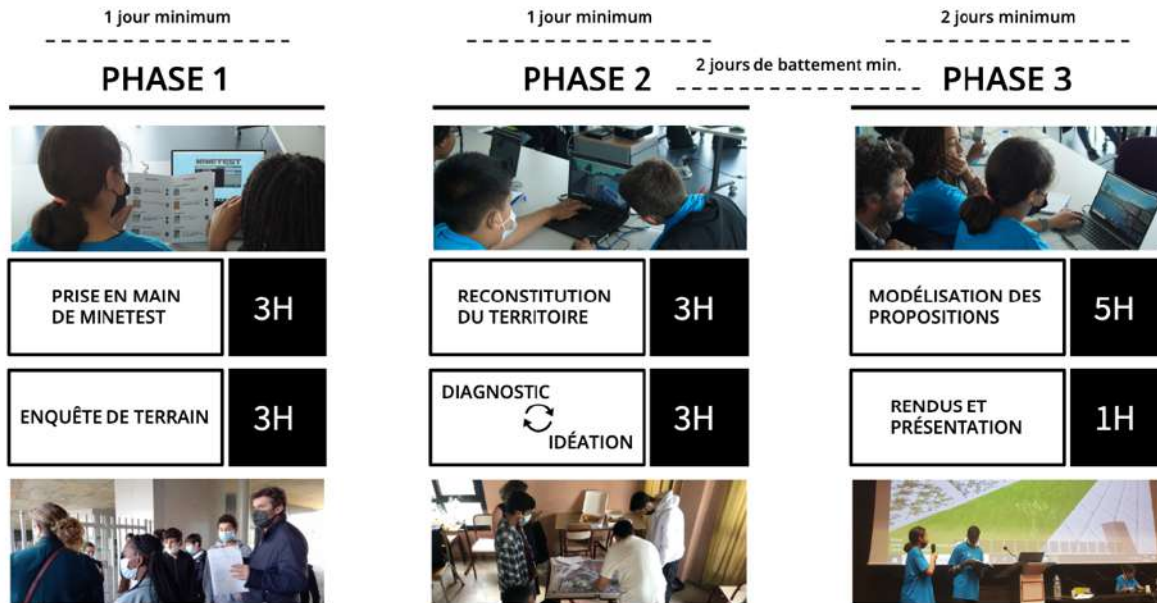 1 jour minimum
1 jour minimum
2 jours minimum
PHASE 1
PHASE 2
2 jours de battement min.
PHASE 3
MINETEST
PRISE EN MAIN
DE MINETEST
3H
RECONSTITUTION
DU TERRITOIRE
3H
MODÉLISATION DES
PROPOSITIONS
5H
ENQUÊTE DE TERRAIN
3H
DIAGNOSTIC
IDÉATION
3H
RENDUS ET
PRÉSENTATION
1H